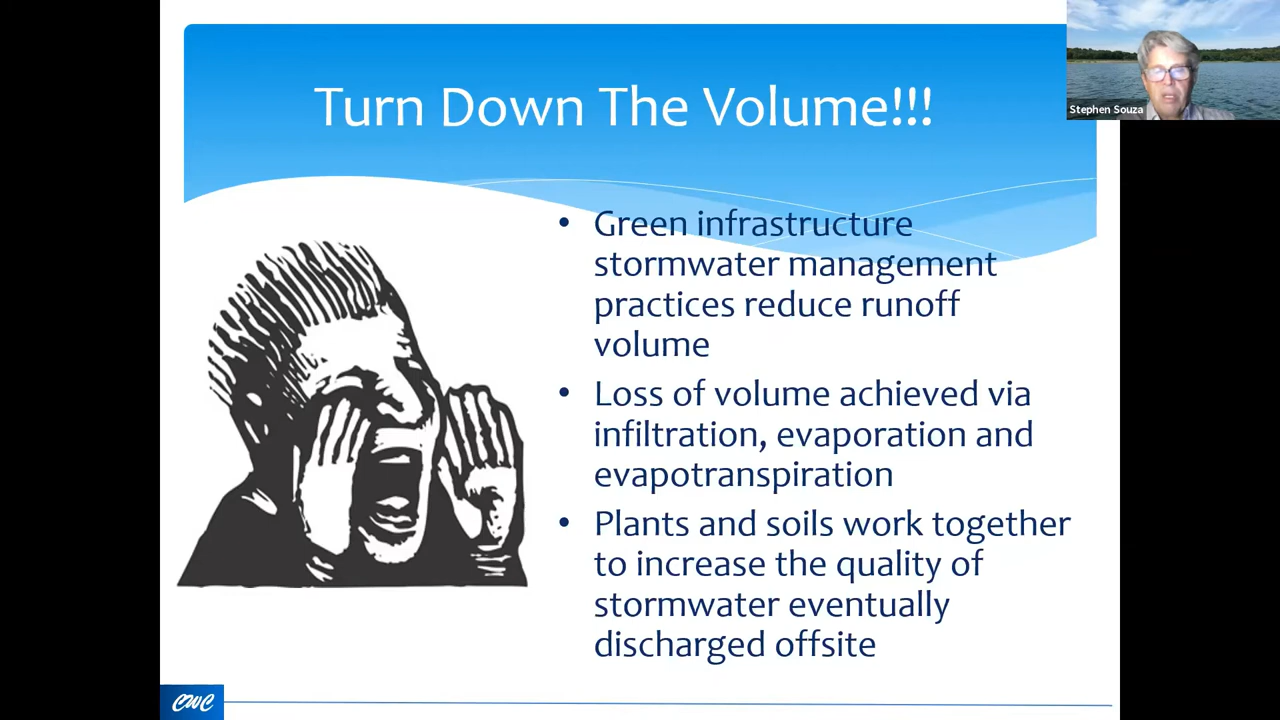 Turn Down The Volume!!!
Stephen Souza
• Green infrastructure
stormwater management
practices reduce runoff
volume
• Loss of volume achieved via
infiltration, evaporation and
evapotranspiration
• Plants and soils work together
to increase the quality of
stormwater eventually
discharged offsite
CWC